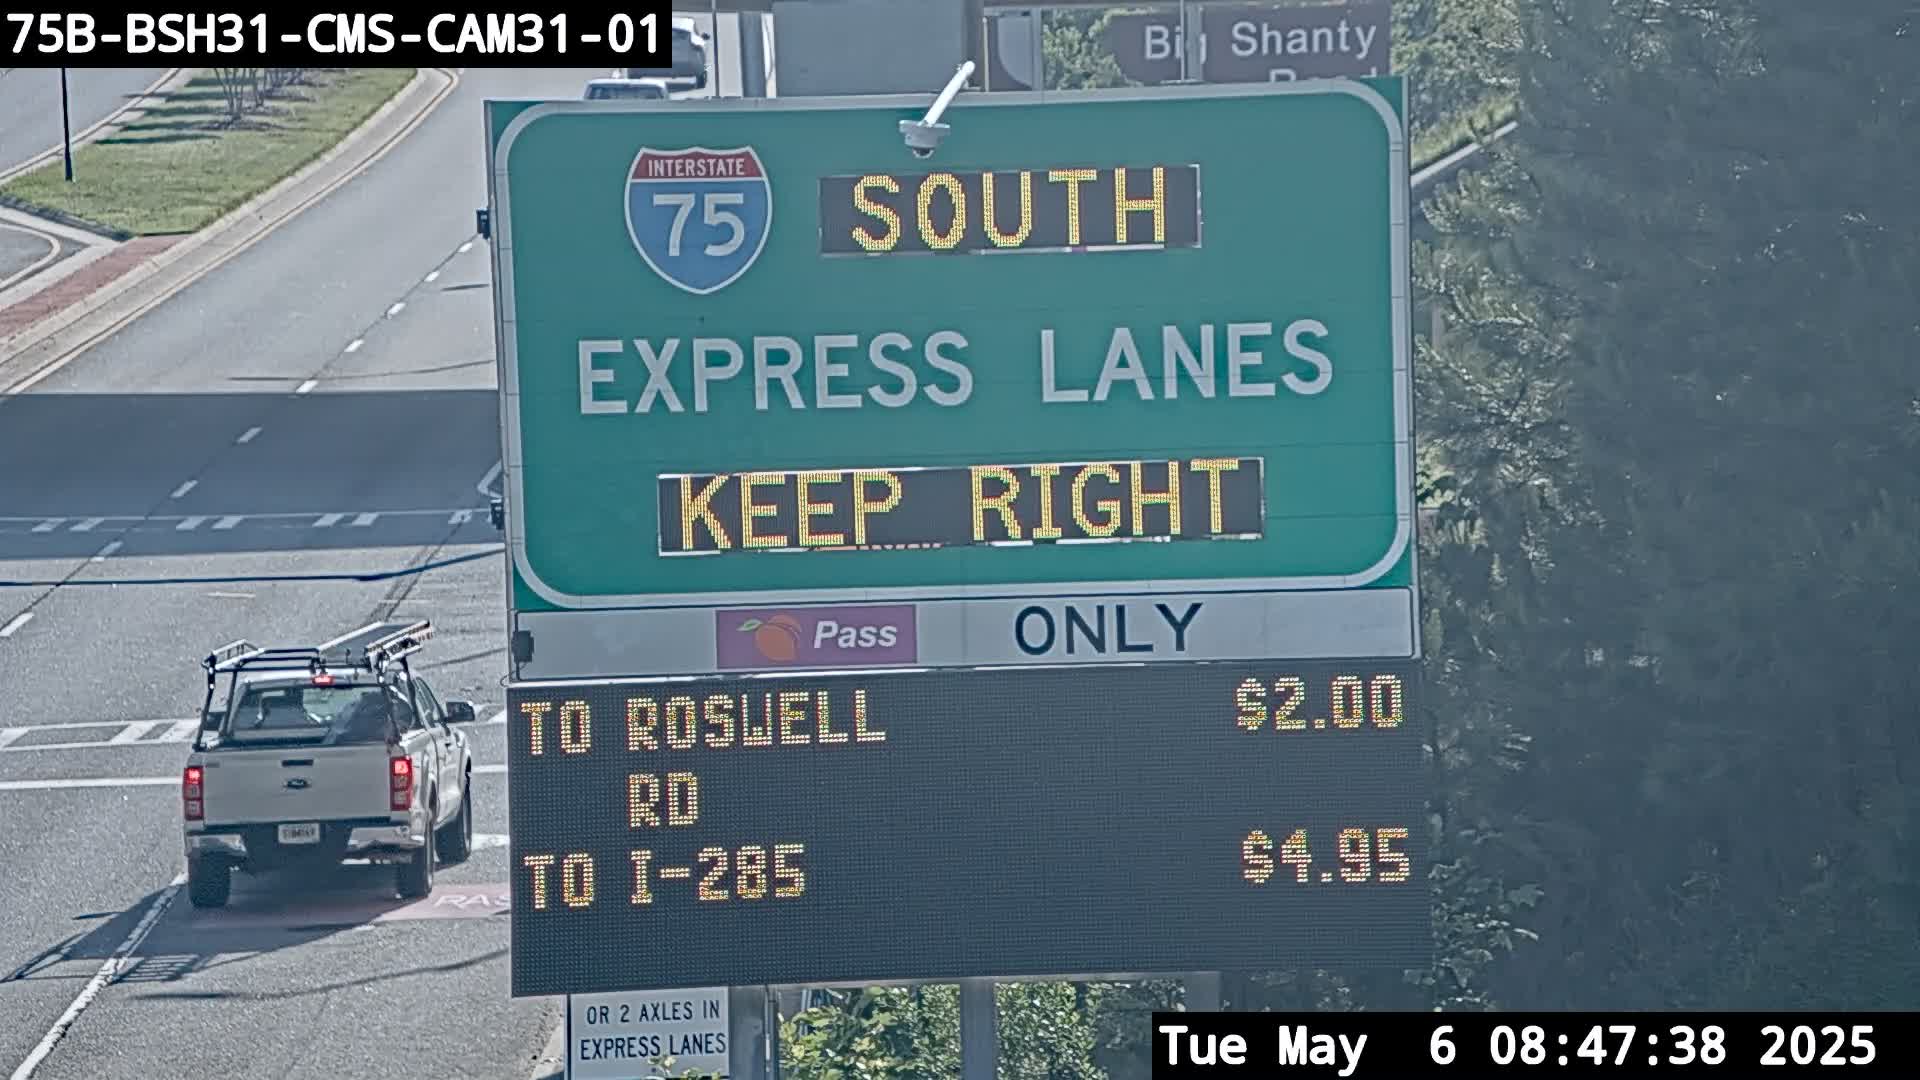 75B-BSH31-CMS-CAM31-01
Big Shanty
INTERSTATE
75
SOUTH
EXPRESS LANES
KEEP RIGHT
Pass ONLY
TO ROSWELL $2.00
RD
TO I-285 $4.95
OR 2 AXLES IN
EXPRESS LANES
Tue May 6 08:47:38 2025